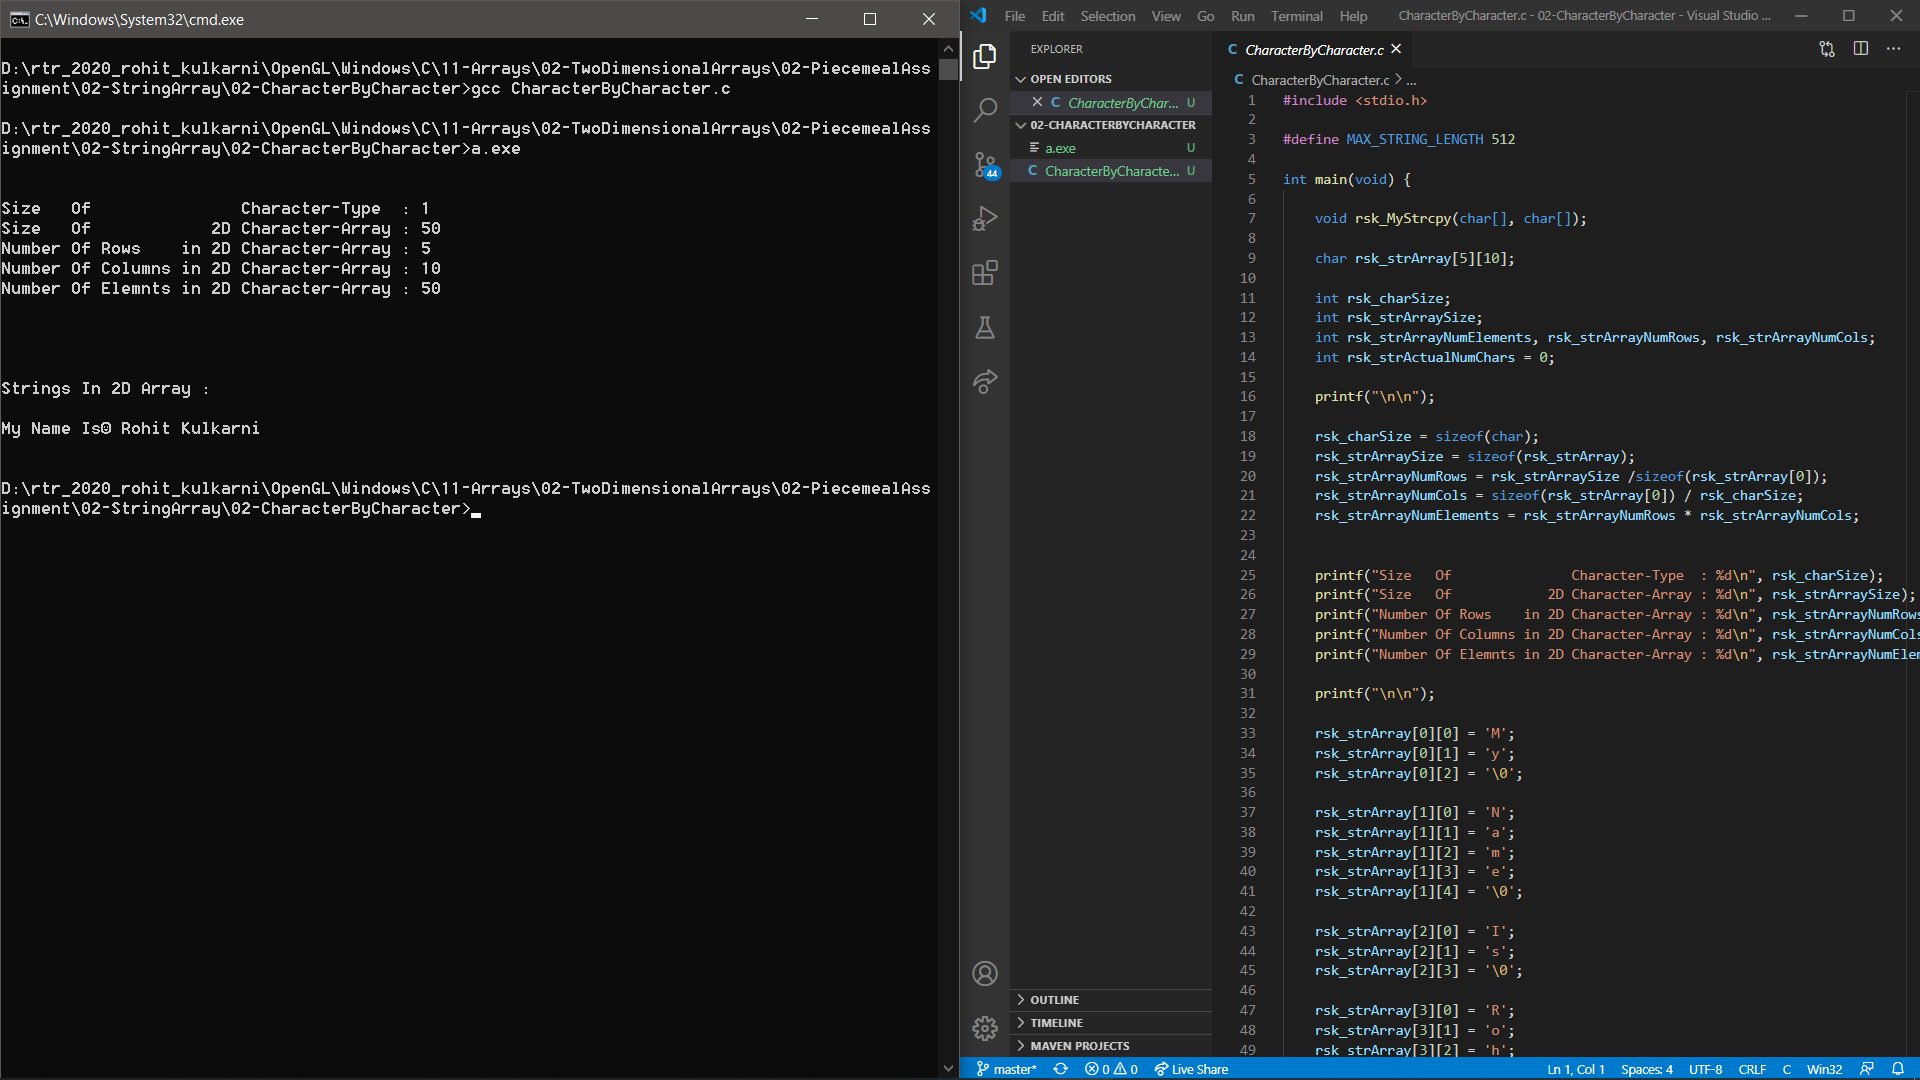 C:\Windows\System32\cmd.exe
D:\rtr_2020_rohit_kulkarni\OpenGL\Windows\C\11-Arrays\02-TwoDimensionalArrays\02-PiecemealAss
ignment\02-StringArray\02-CharacterByCharacter>gcc CharacterByCharacter.c
D:\rtr_2020_rohit_kulkarni\OpenGL\Windows\C\11-Arrays\02-TwoDimensionalArrays\02-PiecemealAss
ignment\02-StringArray\02-CharacterByCharacter>a.exe
Size   Of               Character-Type  : 1
Size   Of            2D Character-Array : 50
Number Of Rows    in 2D Character-Array : 5
Number Of Columns in 2D Character-Array : 10
Number Of Elemnts in 2D Character-Array : 50
Strings In 2D Array :
My Name Is☺ Rohit Kulkarni
D:\rtr_2020_rohit_kulkarni\OpenGL\Windows\C\11-Arrays\02-TwoDimensionalArrays\02-PiecemealAss
ignment\02-StringArray\02-CharacterByCharacter>
File Edit Selection View Go Run Terminal Help CharacterByCharacter.c - 02-CharacterByCharacter - Visual Studio ...
EXPLORER
OPEN EDITORS
C CharacterByChar... U
02-CHARACTERBYCHARACTER
a.exe U
C CharacterByCharacte... U
44
OUTLINE
TIMELINE
MAVEN PROJECTS
C CharacterByCharacter.c
C CharacterByCharacter.c > ...
1 #include <stdio.h>
2
3 #define MAX_STRING_LENGTH 512
4
5 int main(void) {
6
7     void rsk_MyStrcpy(char[], char[]);
8
9     char rsk_strArray[5][10];
10
11     int rsk_charSize;
12     int rsk_strArraySize;
13     int rsk_strArrayNumElements, rsk_strArrayNumRows, rsk_strArrayNumCols;
14     int rsk_strActualNumChars = 0;
15
16     printf("\n\n");
17
18     rsk_charSize = sizeof(char);
19     rsk_strArraySize = sizeof(rsk_strArray);
20     rsk_strArrayNumRows = rsk_strArraySize /sizeof(rsk_strArray[0]);
21     rsk_strArrayNumCols = sizeof(rsk_strArray[0]) / rsk_charSize;
22     rsk_strArrayNumElements = rsk_strArrayNumRows * rsk_strArrayNumCols;
23
24
25     printf("Size   Of               Character-Type  : %d\n", rsk_charSize);
26     printf("Size   Of            2D Character-Array : %d\n", rsk_strArraySize);
27     printf("Number Of Rows    in 2D Character-Array : %d\n", rsk_strArrayNumRows
28     printf("Number Of Columns in 2D Character-Array : %d\n", rsk_strArrayNumCols
29     printf("Number Of Elemnts in 2D Character-Array : %d\n", rsk_strArrayNumElem
30
31     printf("\n\n");
32
33     rsk_strArray[0][0] = 'M';
34     rsk_strArray[0][1] = 'y';
35     rsk_strArray[0][2] = '\0';
36
37     rsk_strArray[1][0] = 'N';
38     rsk_strArray[1][1] = 'a';
39     rsk_strArray[1][2] = 'm';
40     rsk_strArray[1][3] = 'e';
41     rsk_strArray[1][4] = '\0';
42
43     rsk_strArray[2][0] = 'I';
44     rsk_strArray[2][1] = 's';
45     rsk_strArray[2][3] = '\0';
46
47     rsk_strArray[3][0] = 'R';
48     rsk_strArray[3][1] = 'o';
49     rsk_strArray[3][2] = 'h';
master* 0 0 Live Share Ln 1, Col 1 Spaces: 4 UTF-8 CRLF C Win32